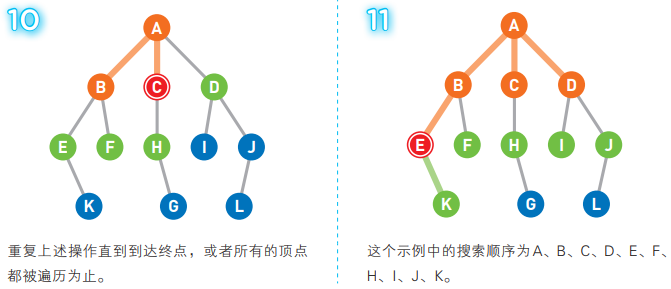 10
A
B
C
D
E
F
H
I
J
K
G
L
重复上述操作直到到达终点，或者所有的顶点
都被遍历为止。
11
A
B
C
D
E
F
H
I
J
K
G
L
这个示例中的搜索顺序为A、B、C、D、E、F、
H、I、J、K。